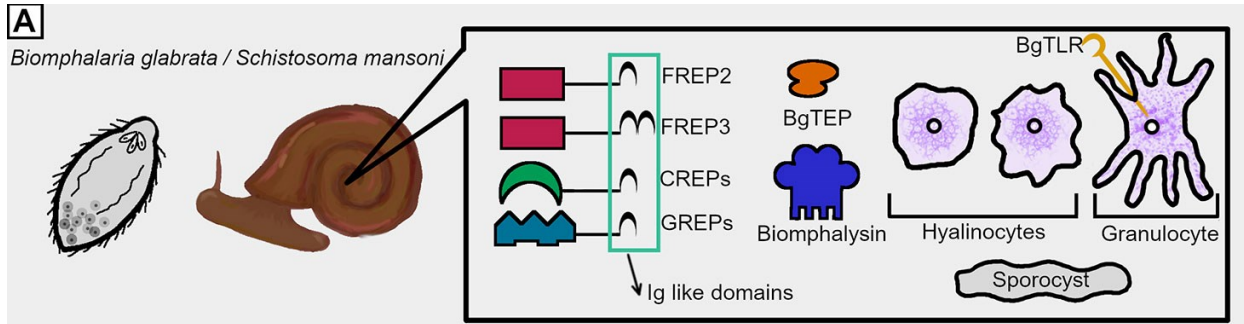 A
Biomphalaria glabrata / Schistosoma mansoni
BgTLR
FREP2
FREP3
CREPs
GREPs
Ig like domains
BgTEP
Biomphalysin
Hyalinocytes
Granulocyte
Sporocyst